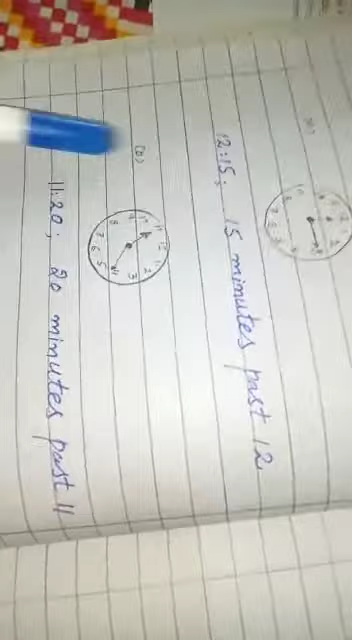 12:15; 15 minutes past 12
(c)
11:20; 20 minutes past 11